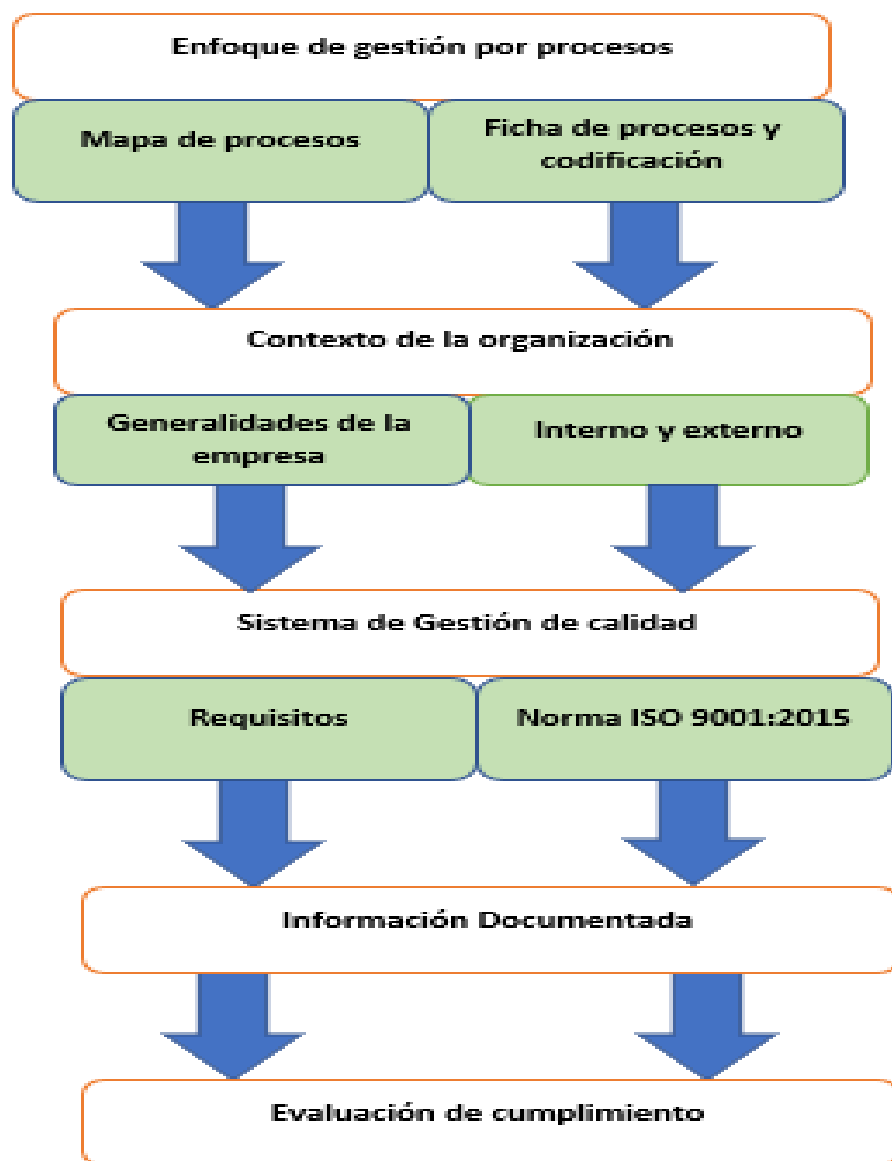 Enfoque de gestión por procesos
Mapa de procesos
Ficha de procesos y
codificación
Contexto de la organización
Generalidades de la
empresa
Interno y externo
Sistema de Gestión de calidad
Requisitos
Norma ISO 9001:2015
Información Documentada
Evaluación de cumplimiento